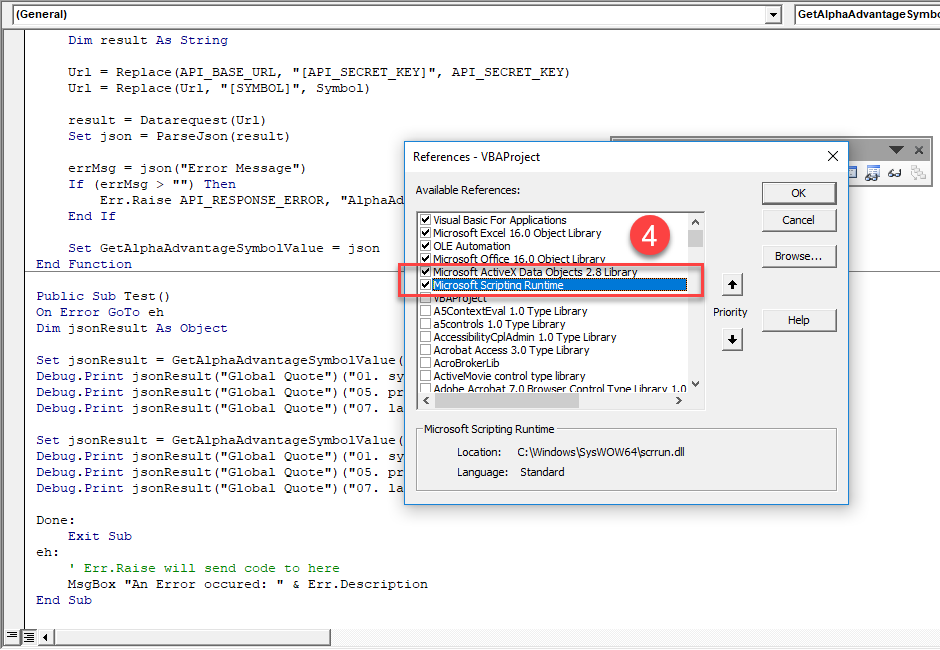 (General)
GetAlphaAdvantageSymbo
Dim result As String
Url = Replace(API_BASE_URL, "[API_SECRET_KEY]", API_SECRET_KEY)
Url = Replace(Url, "[SYMBOL]", Symbol)
result = Datarequest(Url)
Set json = ParseJson(result)
errMsg = json("Error Message")
If (errMsg > "") Then
Err.Raise API_RESPONSE_ERROR, "AlphaAd
End If
Set GetAlphaAdvantageSymbolValue = json
End Function
Public Sub Test()
On Error GoTo eh
Dim jsonResult As Object
Set jsonResult = GetAlphaAdvantageSymbolValue(
Debug.Print jsonResult("Global Quote")("01. sy
Debug.Print jsonResult("Global Quote")("05. pr
Debug.Print jsonResult("Global Quote")("07. la
Set jsonResult = GetAlphaAdvantageSymbolValue(
Debug.Print jsonResult("Global Quote")("01. sy
Debug.Print jsonResult("Global Quote")("05. pr
Debug.Print jsonResult("Global Quote")("07. la
Done:
Exit Sub
eh:
' Err.Raise will send code to here
MsgBox "An Error occured: " & Err.Description
End Sub
References - VBAProject
Available References:
Visual Basic For Applications
Microsoft Excel 16.0 Object Library
OLE Automation
Microsoft Office 16.0 Object Library
Microsoft ActiveX Data Objects 2.8 Library
Microsoft Scripting Runtime
VBAProject
A5ContextEval 1.0 Type Library
a5controls 1.0 Type Library
AccessibilityCplAdmin 1.0 Type Library
Acrobat Access 3.0 Type Library
AcroBrokerLib
ActiveMovie control type library
Adobe Acrobat 7.0 Browser Control Type Library 1.0
4
OK
Cancel
Browse...
Priority
Help
Microsoft Scripting Runtime
Location: C:\Windows\SysWOW64\scrrun.dll
Language: Standard